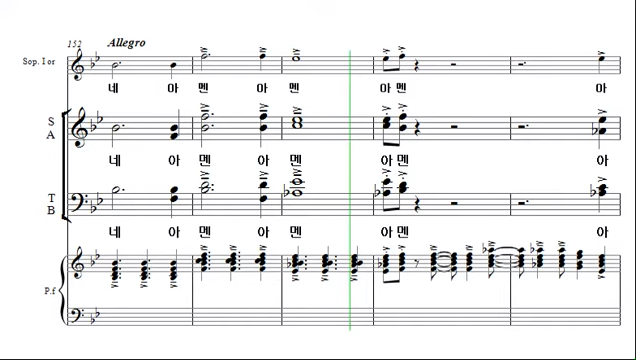 152 Allegro
Sop. I or
네 아 멘 아 멘 아 멘 아
S
A
네 아 멘 아 멘 아 멘 아
T
B
네 아 멘 아 멘 아 멘 아
P.f